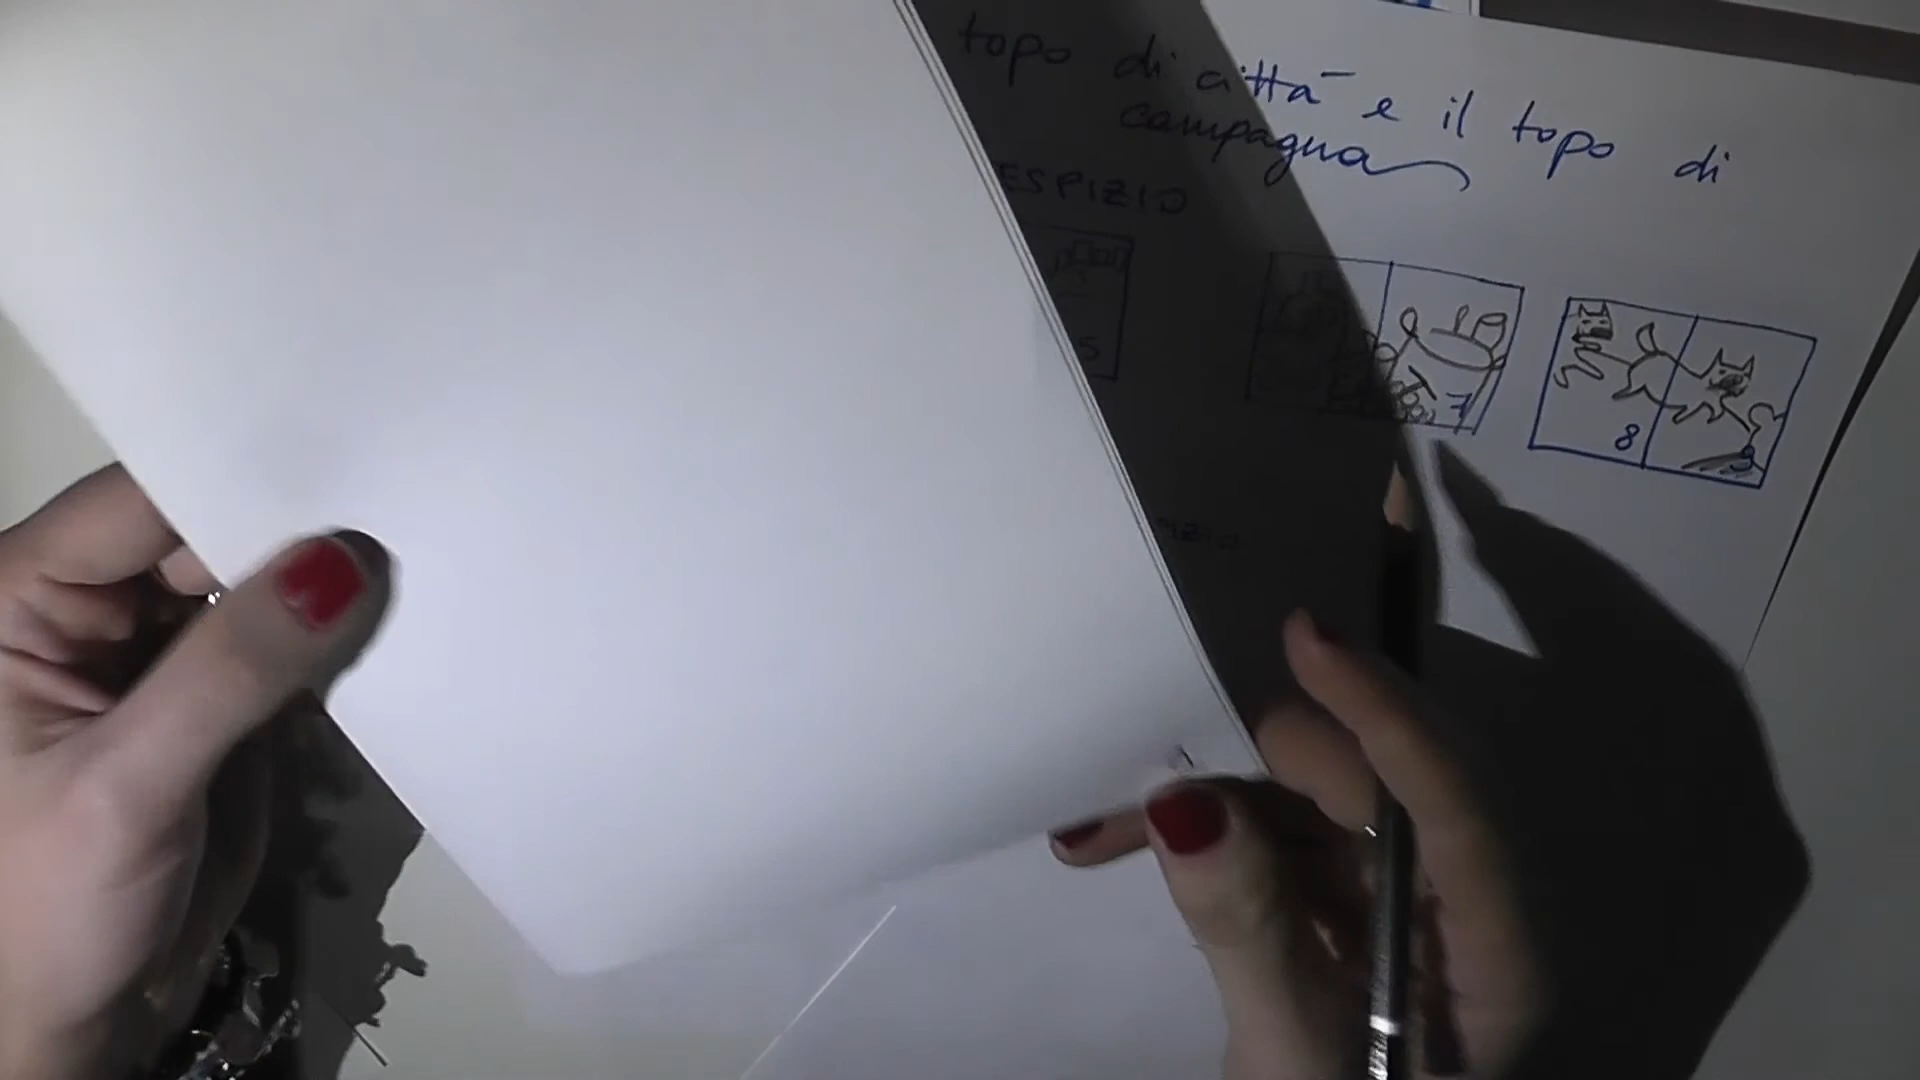 topo di città e il topo di
campagna
ESPIZIO
5
7
8